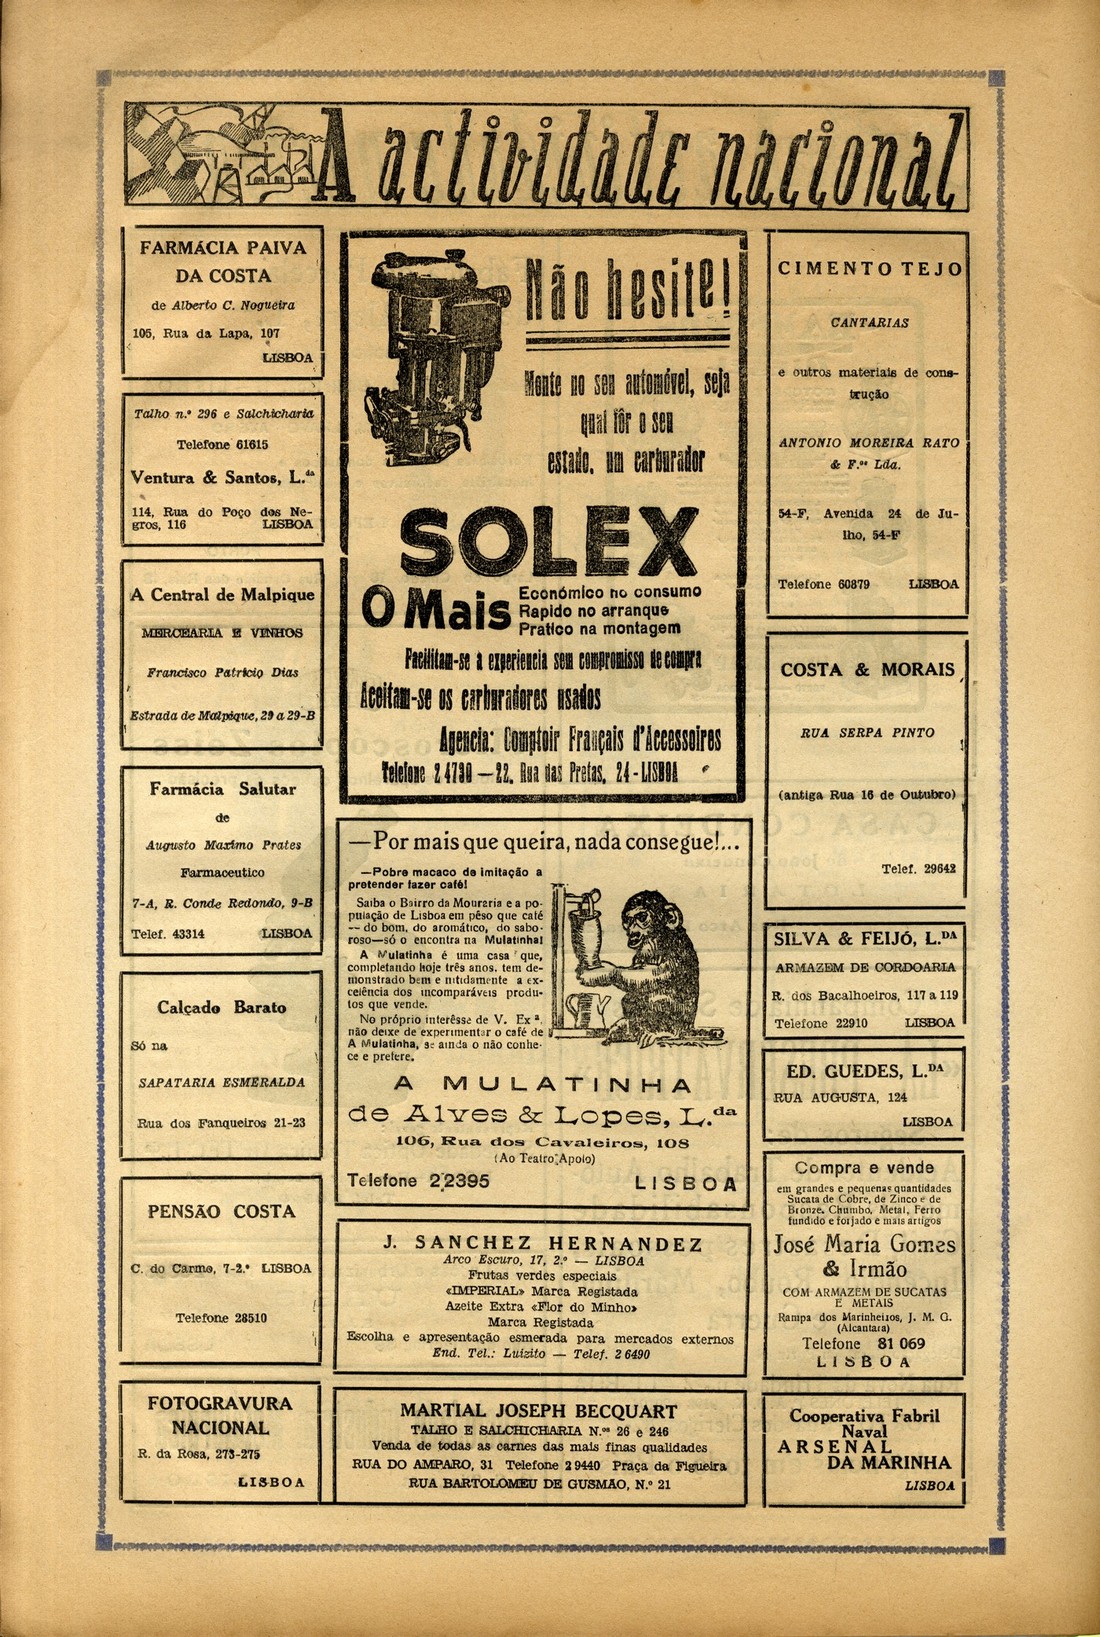 A actividade nacional
FARMÁCIA PAIVA
DA COSTA
de Alberto C. Nogueira
105, Rua da Lapa, 107
LISBOA
Talho n.º 296 e Salchicharia
Telefone 61615
Ventura & Santos, L.da
114, Rua do Poço dos Ne-
gros, 116 LISBOA
A Central de Malpique
MERCEARIA E VINHOS
Francisco Patricio Dias
Estrada de Malpique, 29 a 29-B
Farmácia Salutar
de
Augusto Maximo Prates
Farmaceutico
7-A, R. Conde Redondo, 9-B
Telef. 43314 LISBOA
Calçado Barato
Só na
SAPATARIA ESMERALDA
Rua dos Fanqueiros 21-23
PENSÃO COSTA
C. do Carmo, 7-2.º LISBOA
Telefone 28510
FOTOGRAVURA
NACIONAL
R. da Rosa, 273-275
LISBOA
Não hesite!
Monte no seu automóvel, seja
qual fôr o seu
estado, um carburador
SOLEX
O Mais
Económico no consumo
Rapido no arranque
Pratico na montagem
Facilitam-se a experiencia sem compromisso de compra
Aceitam-se os carburadores usados
Agencia: Comptoir Français d'Accessoires
Telefone 24730 — 22, Rua das Pretas, 24 - LISBOA
—Por mais que queira, nada consegue!...
—Pobre macaco de imitação a
pretender fazer café!
Saiba o Bairro da Mouraria e a po-
pulação de Lisboa em pêso que café
— do bom, do aromático, do sabo-
roso—só o encontra na Mulatinha!
A Mulatinha é uma casa que,
completando hoje três anos, tem de-
monstrado bem e nitidamente a ex-
celência dos incomparáveis produ-
tos que vende.
No próprio interêsse de V. Ex.ª,
não deixe de experimentar o café de
A Mulatinha, se ainda o não conhe-
ce e prefere.
A MULATINHA
de Alves & Lopes, L.da
106, Rua dos Cavaleiros, 108
(Ao Teatro Apolo)
Telefone 22395 LISBOA
J. SANCHEZ HERNANDEZ
Arco Escuro, 17, 2.º — LISBOA
Frutas verdes especiais
«IMPERIAL» Marca Registada
Azeite Extra «Flor do Minho»
Marca Registada
Escolha e apresentação esmerada para mercados externos
End. Tel.: Luizito — Telef. 26490
MARTIAL JOSEPH BECQUART
TALHO E SALCHICHARIA N.os 26 e 246
Venda de todas as carnes das mais finas qualidades
RUA DO AMPARO, 31 Telefone 29440 Praça da Figueira
RUA BARTOLOMEU DE GUSMÃO, N.º 21
CIMENTO TEJO
CANTARIAS
e outros materiais de cons-
trução
ANTONIO MOREIRA RATO
& F.os Lda.
54-F, Avenida 24 de Ju-
lho, 54-F
Telefone 60879 LISBOA
COSTA & MORAIS
RUA SERPA PINTO
(antiga Rua 16 de Outubro)
Telef. 29642
SILVA & FEIJÓ, L.DA
ARMAZEM DE CORDOARIA
R. dos Bacalhoeiros, 117 a 119
Telefone 22910 LISBOA
ED. GUEDES, L.DA
RUA AUGUSTA, 124
LISBOA
Compra e vende
em grandes e pequenas quantidades
Sucata de Cobre, de Zinco e de
Bronze, Chumbo, Metal, Ferro
fundido e forjado e mais artigos
José Maria Gomes
& Irmão
COM ARMAZEM DE SUCATAS
E METAIS
Rampa dos Marinheiros, J. M. G.
(Alcantara)
Telefone 81 069
LISBOA
Cooperativa Fabril
Naval
ARSENAL
DA MARINHA
LISBOA